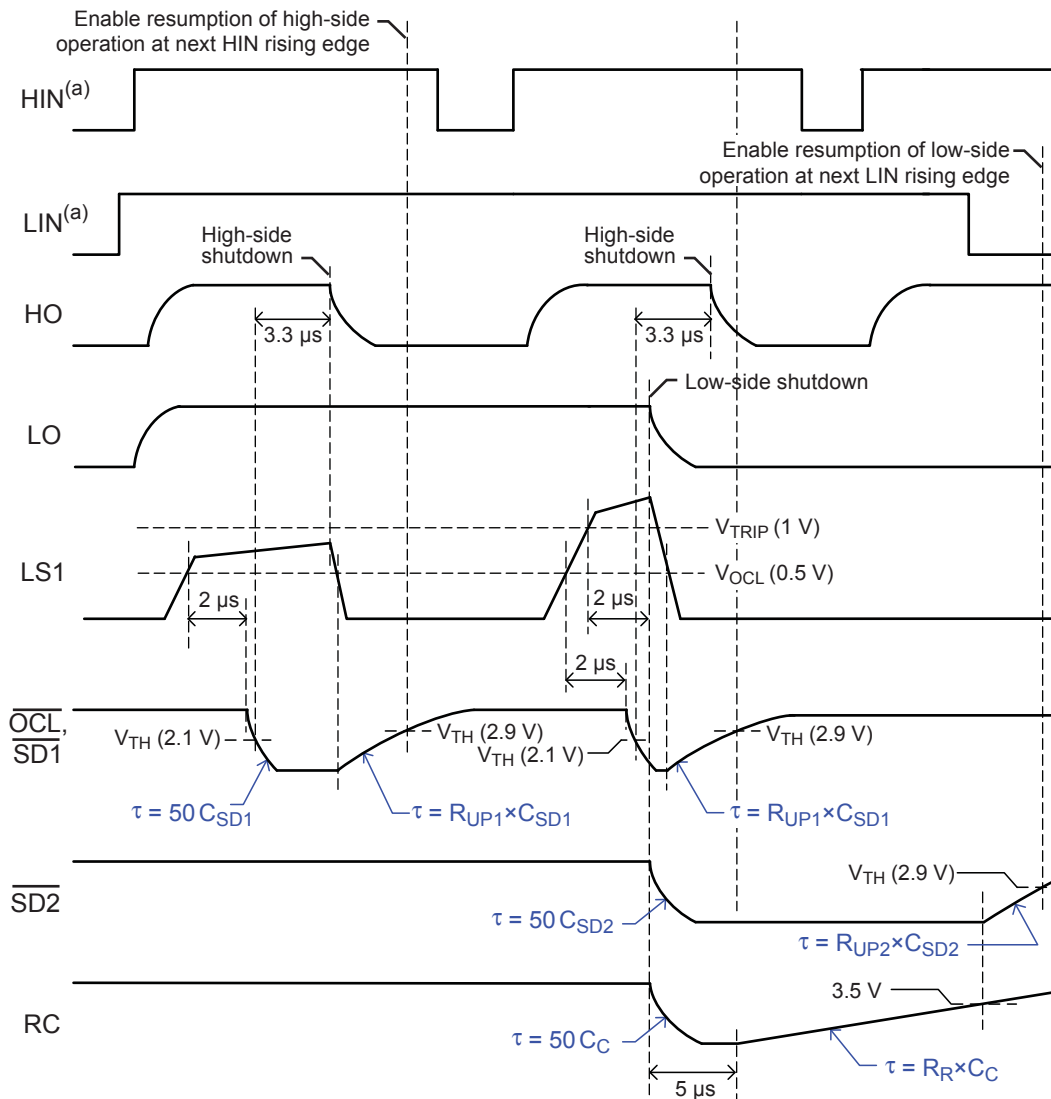 Enable resumption of high-side
operation at next HIN rising edge
HIN(a)
Enable resumption of low-side
operation at next LIN rising edge
LIN(a)
High-side
shutdown
High-side
shutdown
HO
3.3 µs
3.3 µs
Low-side shutdown
LO
VTRIP (1 V)
LS1
VOCL (0.5 V)
2 µs
2 µs
2 µs
OCL,
SD1
VTH (2.1 V)
VTH (2.9 V)
VTH (2.1 V)
VTH (2.9 V)
τ = 50 CSD1
τ = RUP1×CSD1
τ = RUP1×CSD1
VTH (2.9 V)
SD2
τ = 50 CSD2
τ = RUP2×CSD2
3.5 V
RC
τ = 50 CC
τ = RR×CC
5 µs